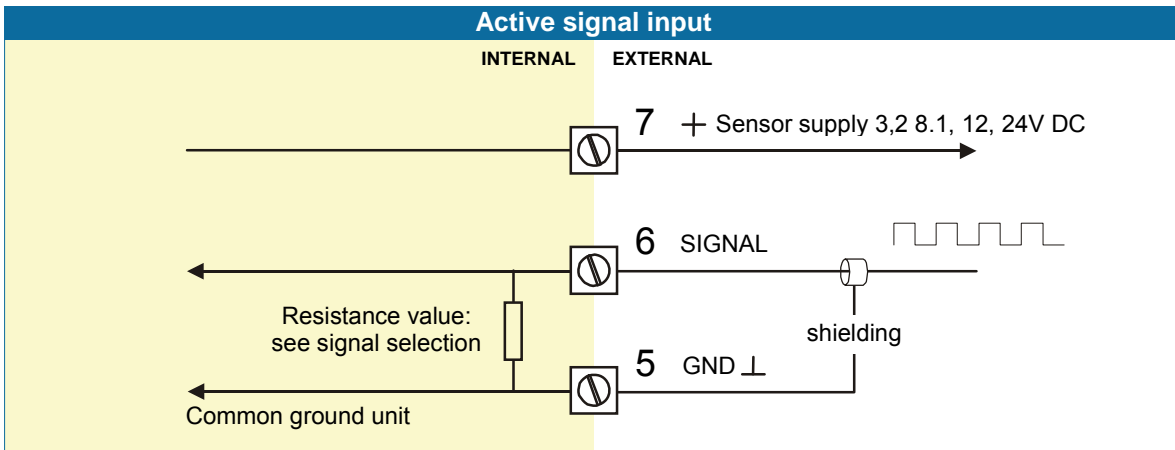 Active signal input
INTERNAL EXTERNAL
7 + Sensor supply 3,2 8.1, 12, 24V DC
6 SIGNAL
Resistance value:
see signal selection
shielding
5 GND ⊥
Common ground unit